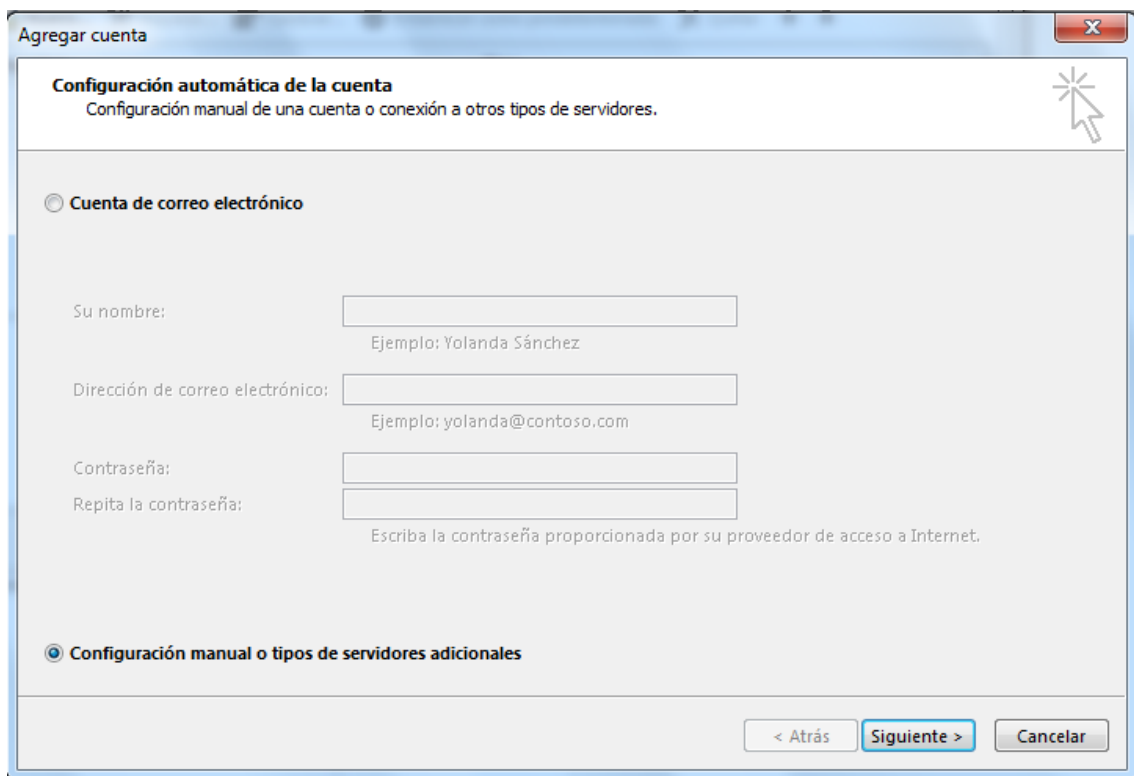 Agregar cuenta
X
Configuración automática de la cuenta
Configuración manual de una cuenta o conexión a otros tipos de servidores.
Cuenta de correo electrónico
Su nombre:
Ejemplo: Yolanda Sánchez
Dirección de correo electrónico:
Ejemplo: yolanda@contoso.com
Contraseña:
Repita la contraseña:
Escriba la contraseña proporcionada por su proveedor de acceso a Internet.
Configuración manual o tipos de servidores adicionales
< Atrás Siguiente > Cancelar